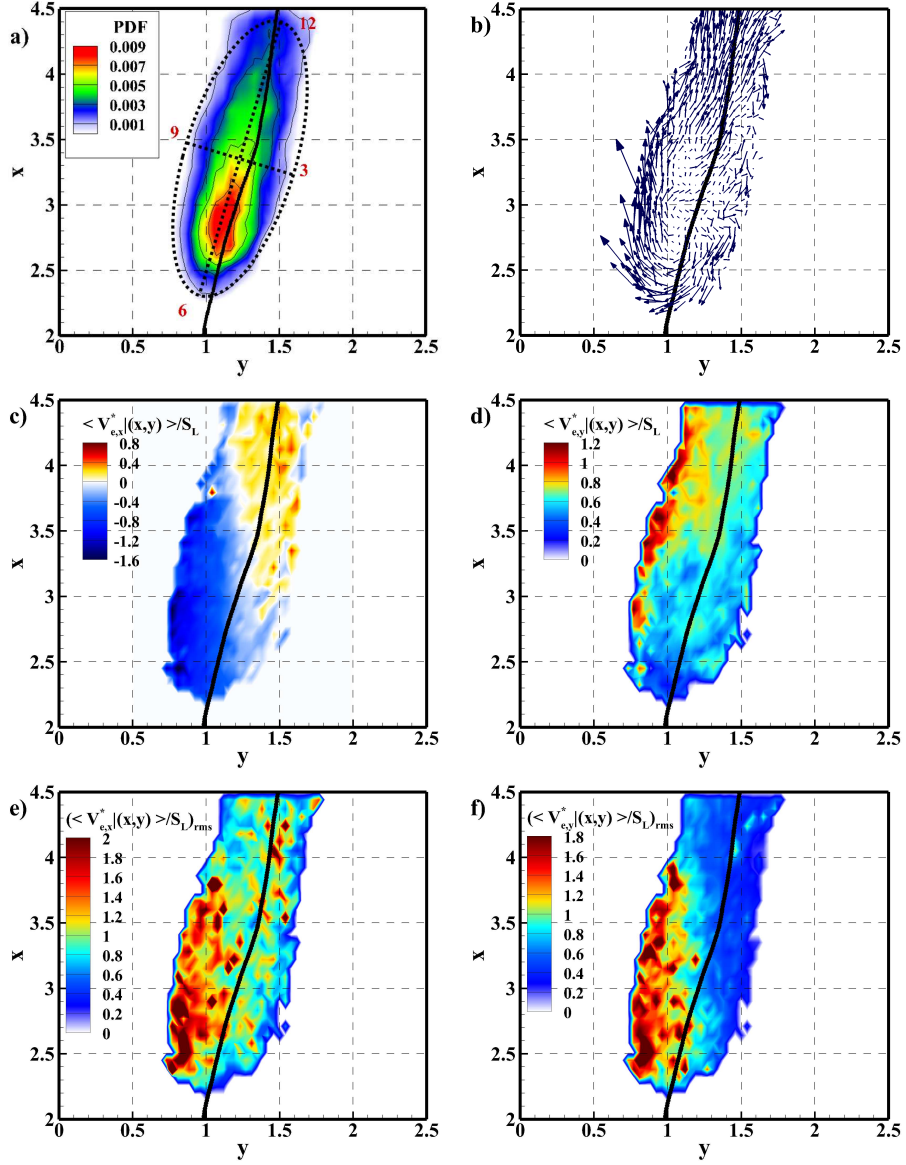 a)
PDF
0.009
0.007
0.005
0.003
0.001
12
9
3
6
4.5
4
3.5
3
2.5
2
x
0 0.5 1 1.5 2 2.5
y
b)
4.5
4
3.5
3
2.5
2
x
0 0.5 1 1.5 2 2.5
y
c)
< V*e,x|(x,y) >/SL
0.8
0.4
0
-0.4
-0.8
-1.2
-1.6
4.5
4
3.5
3
2.5
2
x
0 0.5 1 1.5 2 2.5
y
d)
< V*e,y|(x,y) >/SL
1.2
1
0.8
0.6
0.4
0.2
0
4.5
4
3.5
3
2.5
2
x
0 0.5 1 1.5 2 2.5
y
e)
(< V*e,x|(x,y) >/SL)rms
2
1.8
1.6
1.4
1.2
1
0.8
0.6
0.4
0.2
0
4.5
4
3.5
3
2.5
2
x
0 0.5 1 1.5 2 2.5
y
f)
(< V*e,y|(x,y) >/SL)rms
1.8
1.6
1.4
1.2
1
0.8
0.6
0.4
0.2
0
4.5
4
3.5
3
2.5
2
x
0 0.5 1 1.5 2 2.5
y